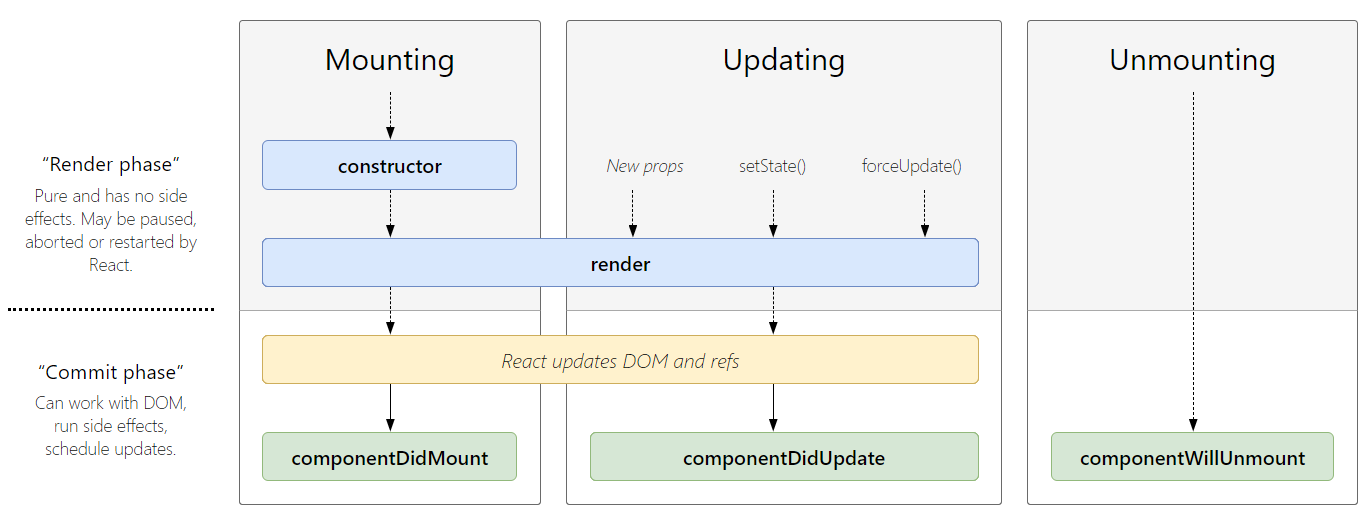 Mounting
Updating
Unmounting
“Render phase”
Pure and has no side
effects. May be paused,
aborted or restarted by
React.
constructor
New props
setState()
forceUpdate()
render
“Commit phase”
Can work with DOM,
run side effects,
schedule updates.
React updates DOM and refs
componentDidMount
componentDidUpdate
componentWillUnmount